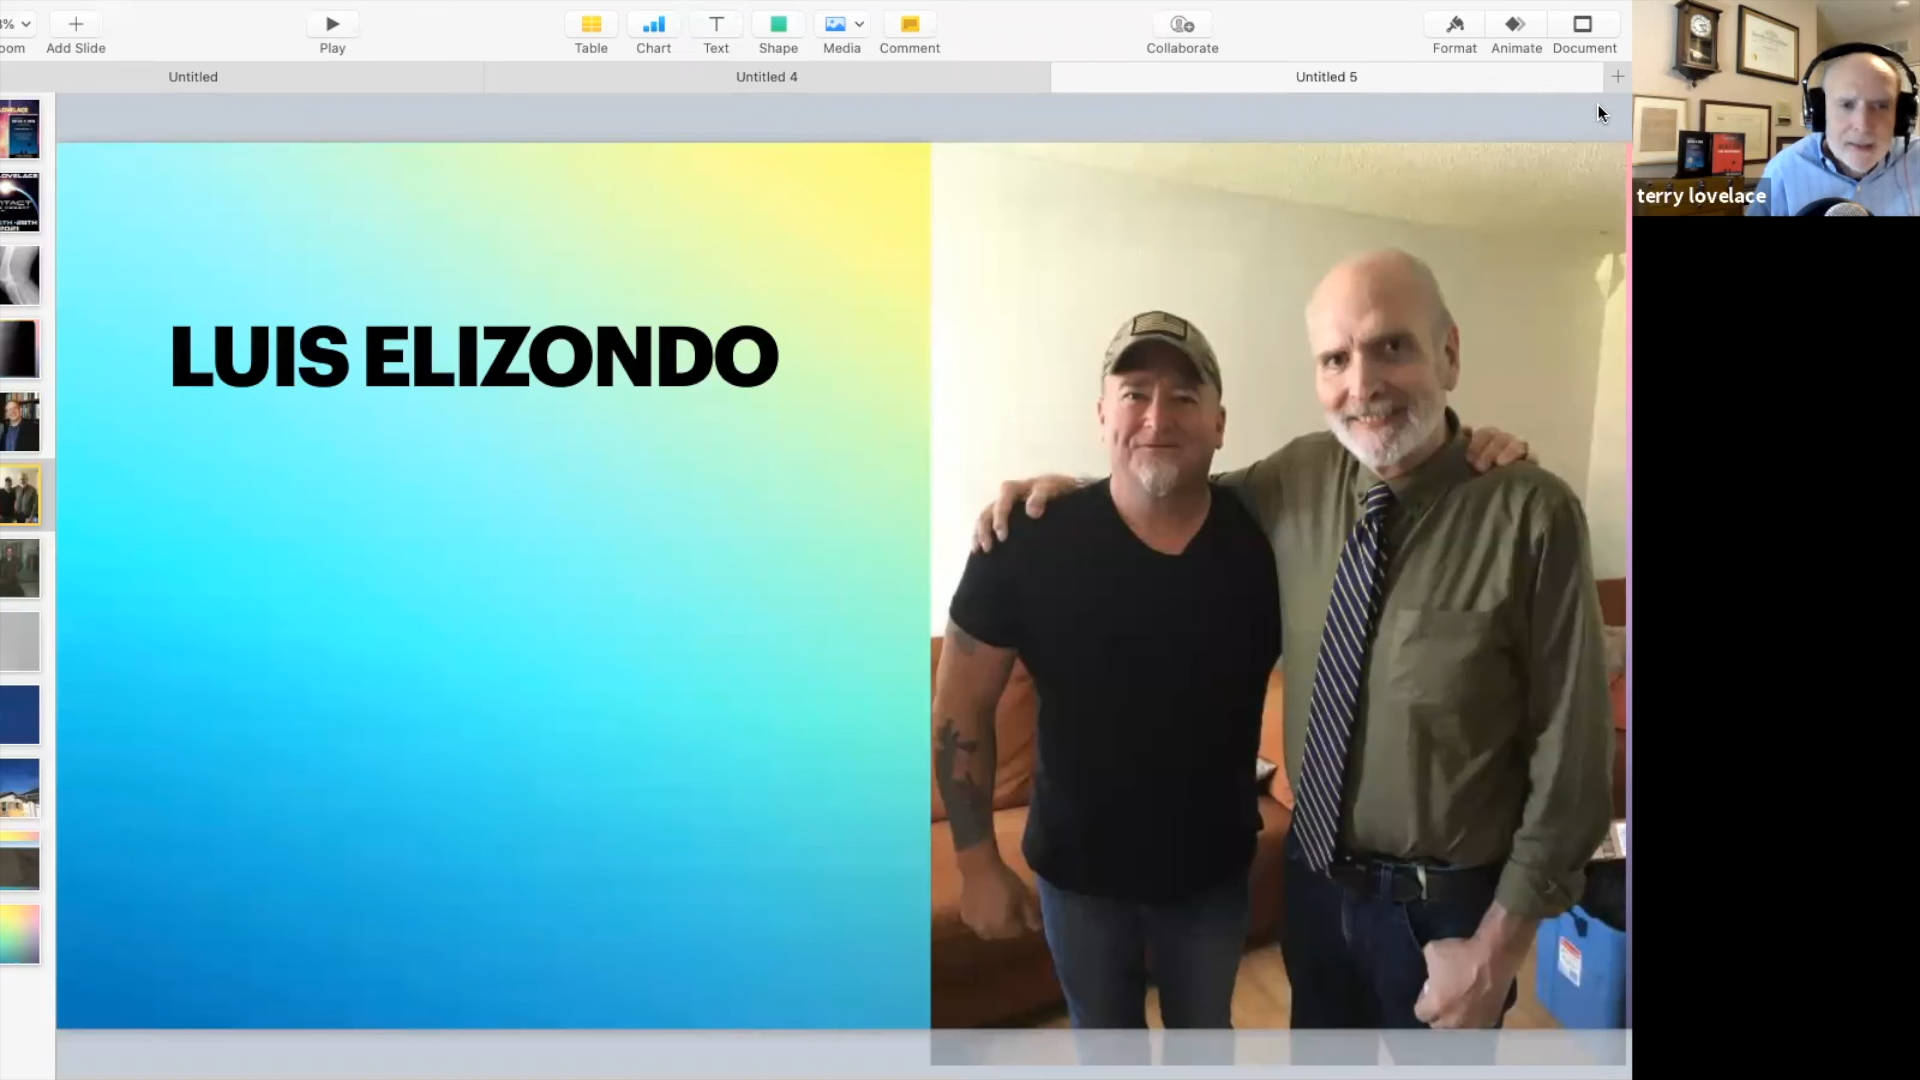 Add Slide
Play
Table
Chart
Text
Shape
Media
Comment
Collaborate
Format
Animate
Document
Untitled
Untitled 4
Untitled 5
terry lovelace
LUIS ELIZONDO